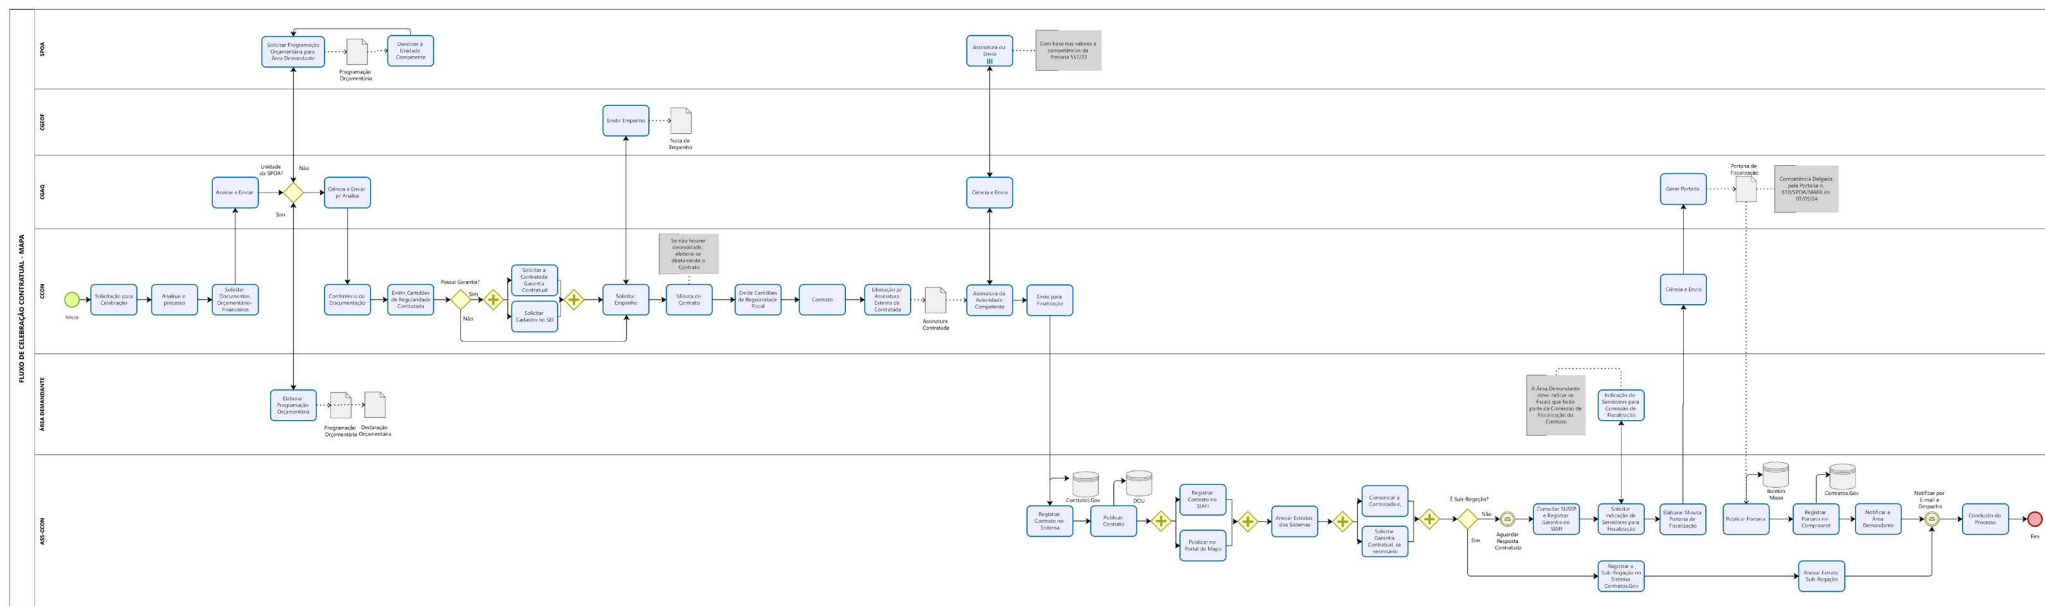 FLUXO DE CELEBRAÇÃO CONTRATUAL - MAPA
SPOA
Solicitar Programação
Orçamentária para
Área Demandante
Programação
Orçamentária
Devolver à
Unidade
Competente
Assinatura ou
Envio
Com base nos valores e
competências da
Portaria 557/23
CGEOF
Emitir Empenho
Nota de
Empenho
CGAQ
Assinar e Enviar
Unidade
da SPOA?
Não
Sim
Ciência e Enviar
p/ Análise
Ciência e Envio
Gerar Portaria
Portaria de
Fiscalização
Competência Delgada
pela Portaria n.
/SPOA/MAPA de
07/05/24
CCON
Início
Solicitação para
Celebração
Analisar o
processo
Solicitar
Documentos
Orçamentário-
Financeiros
Conferência da
Documentação
Emitir Certidões
de Regularidade
Contratada
Possui Garantia?
Sim
Não
Solicitar a
Contratada
Garantia
Contratual
Solicitar
Cadastro no SEI
Solicitar
Empenho
Se não houver
necessidade,
elabora-se
diretamente o
Contrato
Minuta de
Contrato
Emitir Certidões
de Regularidade
Fiscal
Contrato
Liberação p/
Assinatura
Externa da
Contratada
Assinatura
Contratada
Assinatura da
Autoridade
Competente
Envio para
Finalização
Ciência e Envio
ÁREA DEMANDANTE
Elaborar
Programação
Orçamentária
Programação
Orçamentária
Declaração
Orçamentária
A Área Demandante
deve indicar os
fiscais que farão
parte da Comissão de
Fiscalização do
Contrato
Indicação de
Servidores para
Comissão de
Fiscalização
ASS-CCON
Registrar
Contrato no
Sistema
Contratos.Gov
Publicar
Contrato
DOU
Registrar
Contrato no
SIAFI
Publicar no
Portal do Mapa
Anexar Extratos
dos Sistemas
Comunicar à
Contratada e,
Solicitar
Garantia
Contratual, se
necessário
É Sub-Rogação?
Não
Sim
Aguardar
Resposta
Contratada
Consultar SUSEP
e Registrar
Garantia no
SIAFI
Solicitar
Indicação de
Servidores para
Fiscalização
Elaborar Minuta
Portaria de
Fiscalização
Publicar Portaria
Boletim
Mapa
Registrar
Portaria no
Comprasnet
Contratos.Gov
Notificar a
Área
Demandante
Notificar por
E-mail e
Despacho
Conclusão do
Processo
Fim
Registrar a
Sub-Rogação no
Sistema
Contratos.Gov
Anexar Extrato
Sub-Rogação